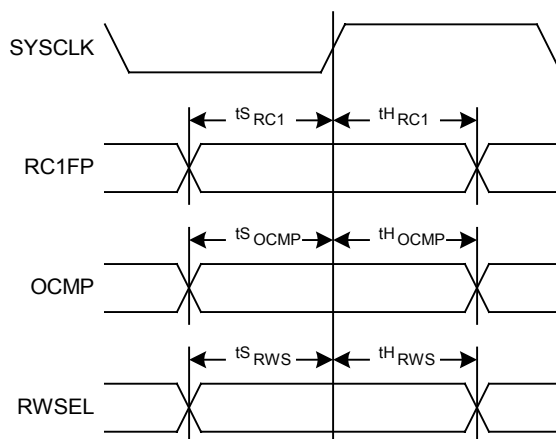 SYSCLK
tS RC1 tH RC1
RC1FP
tS OCMP tH OCMP
OCMP
tS RWS tH RWS
RWSEL